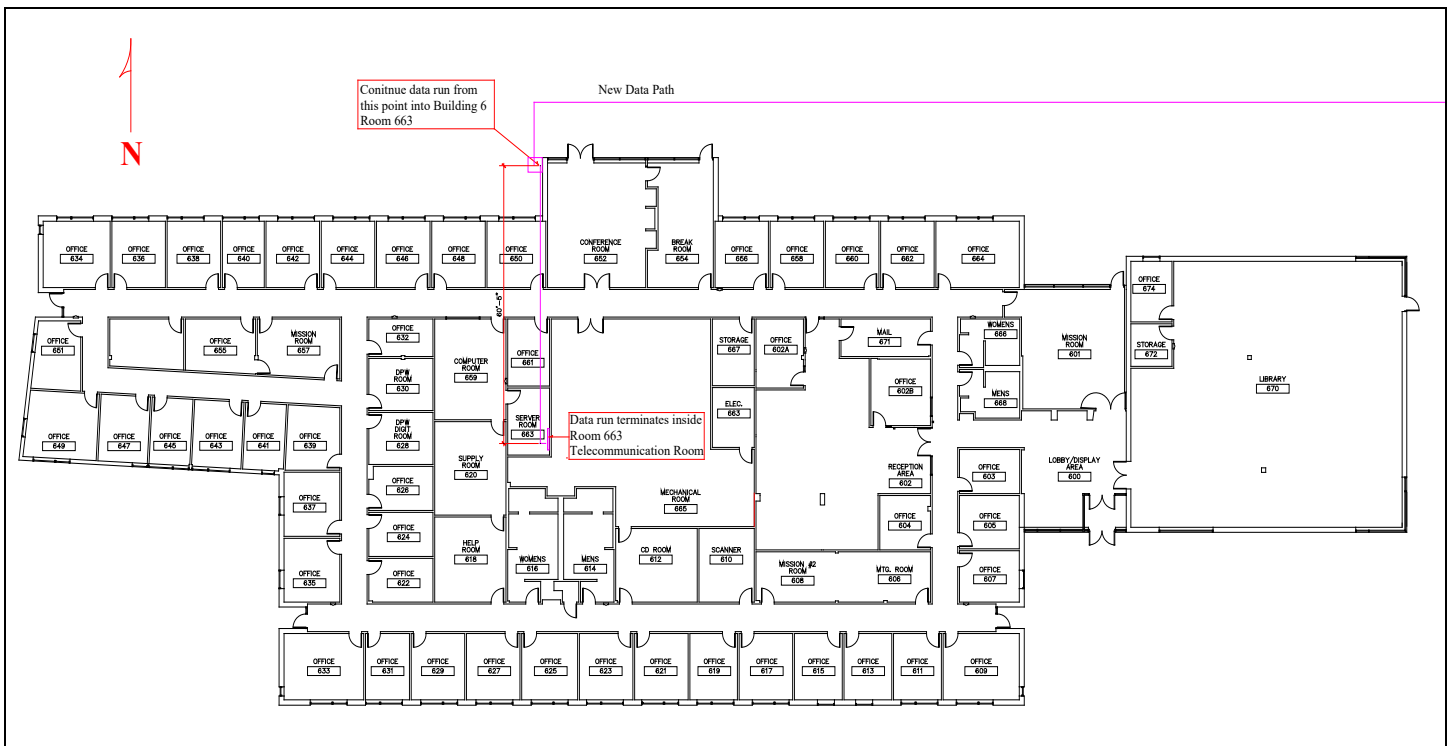 Conitnue data run from
this point into Building 6
Room 663
New Data Path
N
OFFICE
634
OFFICE
636
OFFICE
638
OFFICE
640
OFFICE
642
OFFICE
644
OFFICE
646
OFFICE
648
OFFICE
650
CONFERENCE
ROOM
652
BREAK
ROOM
654
OFFICE
656
OFFICE
658
OFFICE
660
OFFICE
662
OFFICE
664
OFFICE
674
60'-6"
OFFICE
651
OFFICE
655
MISSION
ROOM
657
OFFICE
632
COMPUTER
ROOM
659
OFFICE
661
STORAGE
667
OFFICE
602A
MAIL
671
WOMENS
666
MISSION
ROOM
601
STORAGE
672
DPW
ROOM
630
OFFICE
602B
LIBRARY
670
ELEC.
663
MENS
668
OFFICE
649
OFFICE
647
OFFICE
645
OFFICE
643
OFFICE
641
OFFICE
639
DPW
DIGIT
ROOM
628
SERVER
ROOM
663
Data run terminates inside
Room 663
Telecommunication Room
SUPPLY
ROOM
620
RECEPTION
AREA
602
OFFICE
603
LOBBY/DISPLAY
AREA
600
OFFICE
637
OFFICE
626
MECHANICAL
ROOM
665
OFFICE
604
OFFICE
605
OFFICE
624
HELP
ROOM
618
WOMENS
616
MENS
614
CD ROOM
612
SCANNER
610
MISSION #2
ROOM
608
MTG. ROOM
606
OFFICE
607
OFFICE
635
OFFICE
622
OFFICE
633
OFFICE
631
OFFICE
629
OFFICE
627
OFFICE
625
OFFICE
623
OFFICE
621
OFFICE
619
OFFICE
617
OFFICE
615
OFFICE
613
OFFICE
611
OFFICE
609